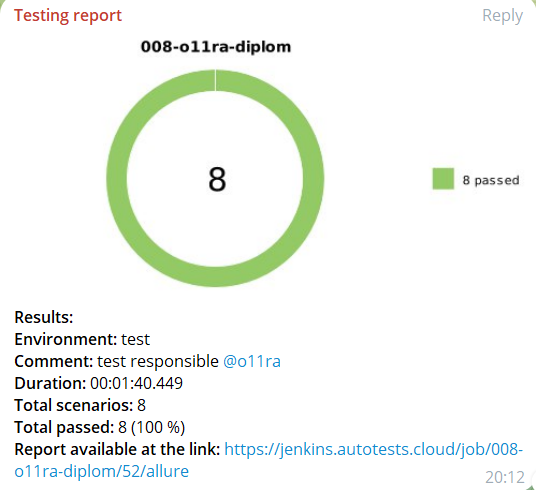 Testing report
Reply
008-o11ra-diplom
8
8 passed
Results:
Environment: test
Comment: test responsible @o11ra
Duration: 00:01:40.449
Total scenarios: 8
Total passed: 8 (100 %)
Report available at the link: https://jenkins.autotests.cloud/job/008-
o11ra-diplom/52/allure
20:12